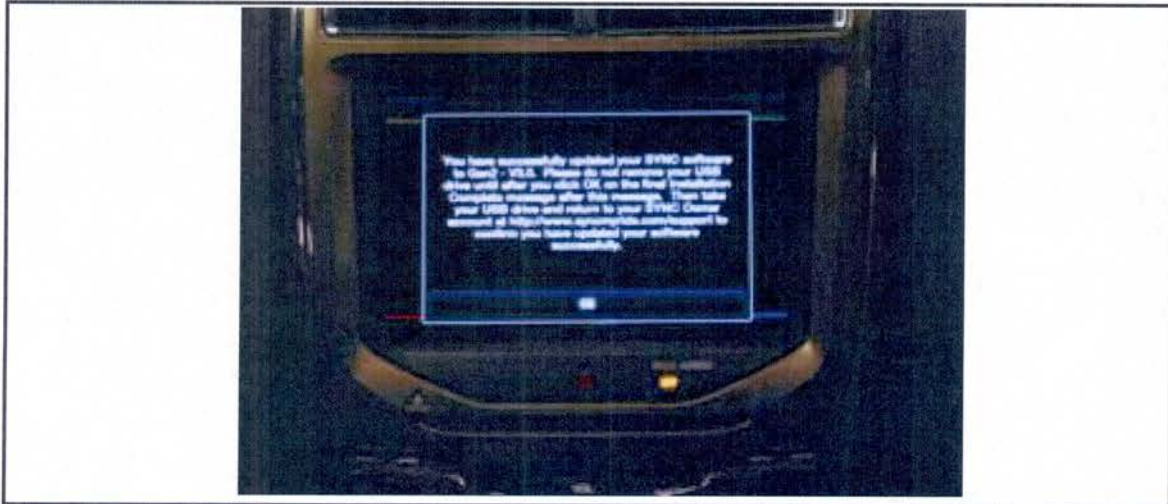 You have successfully updated your SYNC software
to Gen2 - V3.0. Please do not remove your USB
drive until after you click OK on the final Installation
Complete message after this message. Then take
your USB drive and return to your SYNC Owner
account at http://www.syncmyride.com/support to
confirm you have updated your software
successfully.